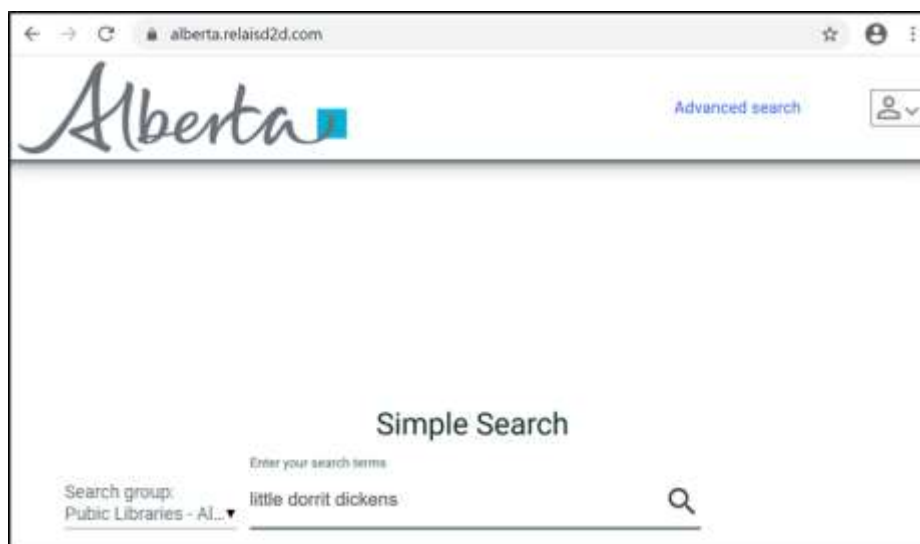 alberta.relaisd2d.com
Alberta
Advanced search
Simple Search
Enter your search terms
Search group:
little dorrit dickens
Pubic Libraries - Al...